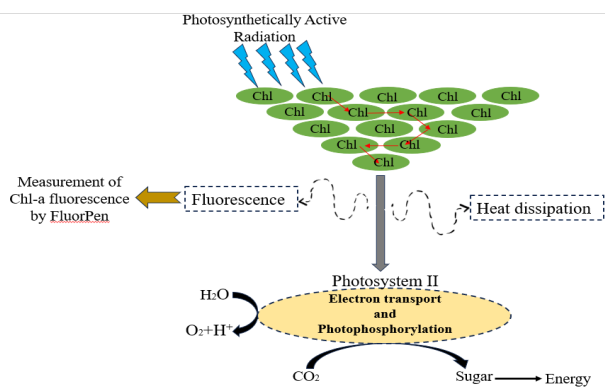 Photosynthetically Active
Radiation
Chl Chl Chl Chl Chl
Chl Chl Chl Chl
Chl Chl Chl
Chl Chl
Chl
Measurement of
Chl-a fluorescence
by FluorPen
Fluorescence
Heat dissipation
Photosystem II
Electron transport
and
Photophosphorylation
H₂O
O₂+H⁺
CO₂
Sugar
Energy